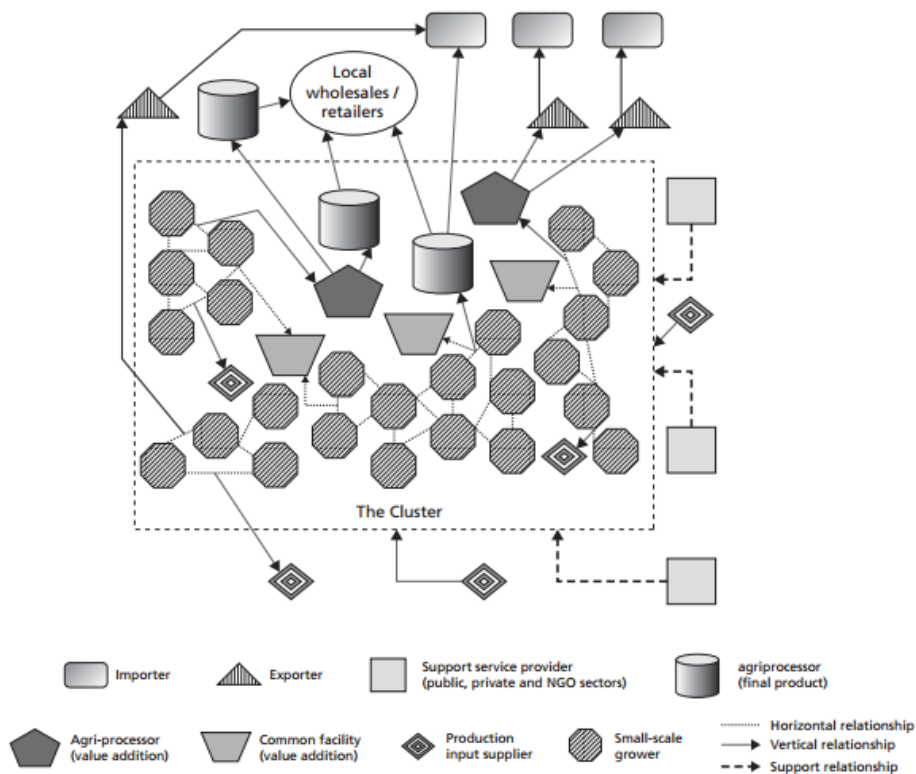 Local
wholesales /
retailers
The Cluster
Importer
Exporter
Support service provider
(public, private and NGO sectors)
agriprocessor
(final product)
Agri-processor
(value addition)
Common facility
(value addition)
Production
input supplier
Small-scale
grower
Horizontal relationship
Vertical relationship
Support relationship